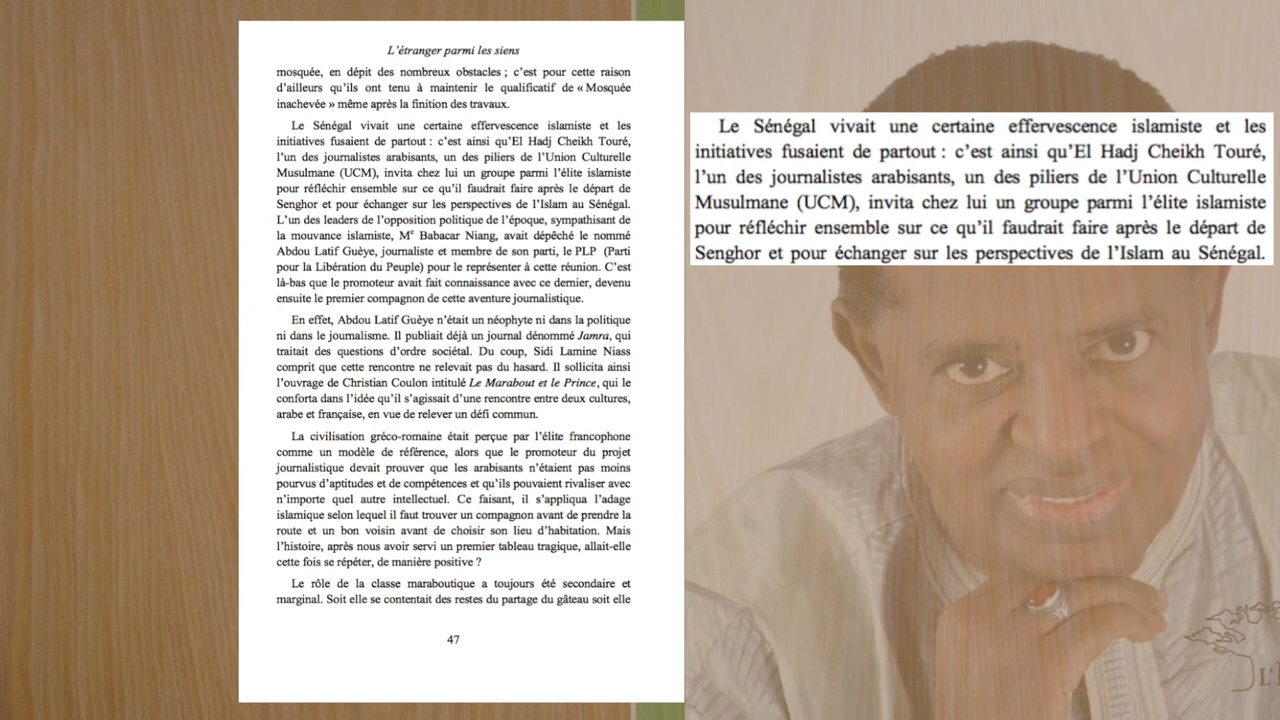 L'étranger parmi les siens
mosquée, en dépit des nombreux obstacles ; c'est pour cette raison
d'ailleurs qu'ils ont tenu à maintenir le qualificatif de « Mosquée
inachevée » même après la finition des travaux.
Le Sénégal vivait une certaine effervescence islamiste et les
initiatives fusaient de partout : c'est ainsi qu'El Hadj Cheikh Touré,
l'un des journalistes arabisants, un des piliers de l'Union Culturelle
Musulmane (UCM), invita chez lui un groupe parmi l'élite islamiste
pour réfléchir ensemble sur ce qu'il faudrait faire après le départ de
Senghor et pour échanger sur les perspectives de l'Islam au Sénégal.
L'un des leaders de l'opposition politique de l'époque, sympathisant de
la mouvance islamiste, Me Babacar Niang, avait dépêché le nommé
Abdou Latif Guèye, journaliste et membre de son parti, le PLP (Parti
pour la Libération du Peuple) pour le représenter à cette réunion. C'est
là-bas que le promoteur avait fait connaissance avec ce dernier, devenu
ensuite le premier compagnon de cette aventure journalistique.
En effet, Abdou Latif Guèye n'était un néophyte ni dans la politique
ni dans le journalisme. Il publiait déjà un journal dénommé Jamra, qui
traitait des questions d'ordre sociétal. Du coup, Sidi Lamine Niass
comprit que cette rencontre ne relevait pas du hasard. Il sollicita ainsi
l'ouvrage de Christian Coulon intitulé Le Marabout et le Prince, qui le
conforta dans l'idée qu'il s'agissait d'une rencontre entre deux cultures,
arabe et française, en vue de relever un défi commun.
La civilisation gréco-romaine était perçue par l'élite francophone
comme un modèle de référence, alors que le promoteur du projet
journalistique devait prouver que les arabisants n'étaient pas moins
pourvus d'aptitudes et de compétences et qu'ils pouvaient rivaliser avec
n'importe quel autre intellectuel. Ce faisant, il s'appliqua l'adage
islamique selon lequel il faut trouver un compagnon avant de prendre la
route et un bon voisin avant de choisir son lieu d'habitation. Mais
l'histoire, après nous avoir servi un premier tableau tragique, allait-elle
cette fois se répéter, de manière positive ?
Le rôle de la classe maraboutique a toujours été secondaire et
marginal. Soit elle se contentait des restes du partage du gâteau soit elle
47
Le Sénégal vivait une certaine effervescence islamiste et les
initiatives fusaient de partout : c'est ainsi qu'El Hadj Cheikh Touré,
l'un des journalistes arabisants, un des piliers de l'Union Culturelle
Musulmane (UCM), invita chez lui un groupe parmi l'élite islamiste
pour réfléchir ensemble sur ce qu'il faudrait faire après le départ de
Senghor et pour échanger sur les perspectives de l'Islam au Sénégal.